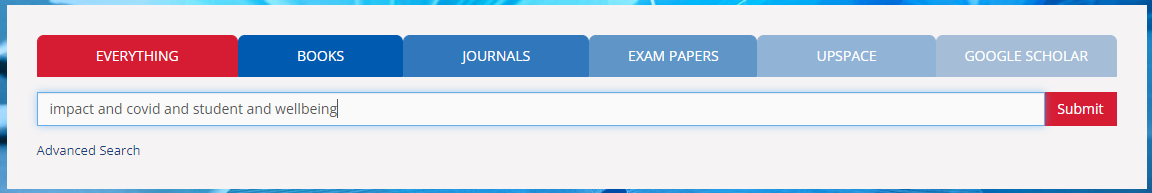 EVERYTHING BOOKS JOURNALS EXAM PAPERS UPSPACE GOOGLE SCHOLAR
impact and covid and student and wellbeing Submit
Advanced Search